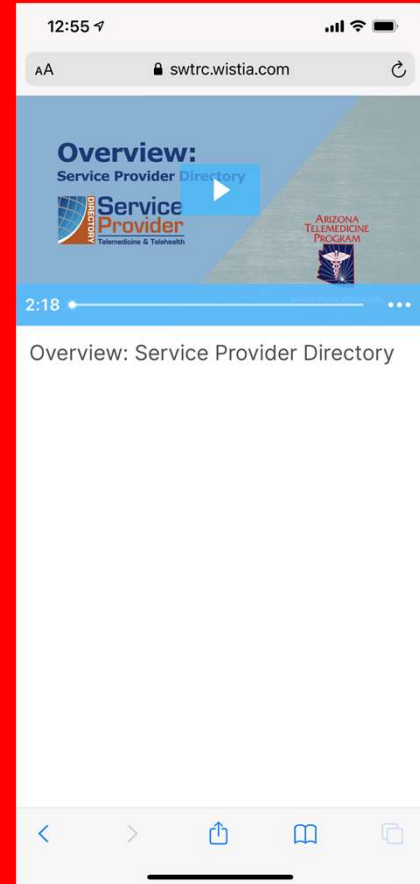 12:55
AA swtrc.wistia.com
Overview:
Service Provider Directory
DIRECTORY
Service
Provider
Telemedicine & Telehealth
ARIZONA
TELEMEDICINE
PROGRAM
2:18
Overview: Service Provider Directory